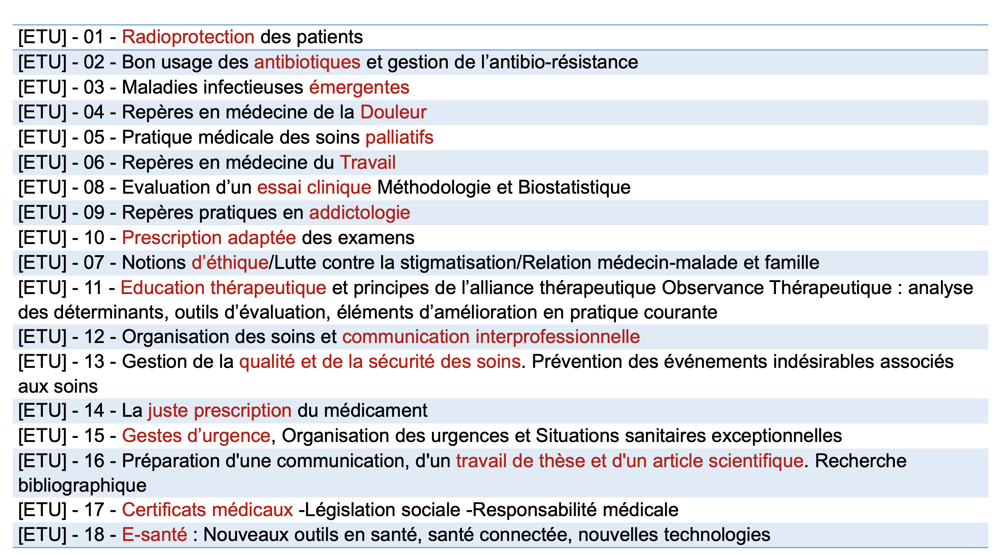 [ETU] - 01 - Radioprotection des patients
[ETU] - 02 - Bon usage des antibiotiques et gestion de l’antibio-résistance
[ETU] - 03 - Maladies infectieuses émergentes
[ETU] - 04 - Repères en médecine de la Douleur
[ETU] - 05 - Pratique médicale des soins palliatifs
[ETU] - 06 - Repères en médecine du Travail
[ETU] - 08 - Evaluation d’un essai clinique Méthodologie et Biostatistique
[ETU] - 09 - Repères pratiques en addictologie
[ETU] - 10 - Prescription adaptée des examens
[ETU] - 07 - Notions d’éthique/Lutte contre la stigmatisation/Relation médecin-malade et famille
[ETU] - 11 - Education thérapeutique et principes de l’alliance thérapeutique Observance Thérapeutique : analyse
des déterminants, outils d’évaluation, éléments d’amélioration en pratique courante
[ETU] - 12 - Organisation des soins et communication interprofessionnelle
[ETU] - 13 - Gestion de la qualité et de la sécurité des soins. Prévention des événements indésirables associés
aux soins
[ETU] - 14 - La juste prescription du médicament
[ETU] - 15 - Gestes d’urgence, Organisation des urgences et Situations sanitaires exceptionnelles
[ETU] - 16 - Préparation d'une communication, d'un travail de thèse et d'un article scientifique. Recherche
bibliographique
[ETU] - 17 - Certificats médicaux -Législation sociale -Responsabilité médicale
[ETU] - 18 - E-santé : Nouveaux outils en santé, santé connectée, nouvelles technologies